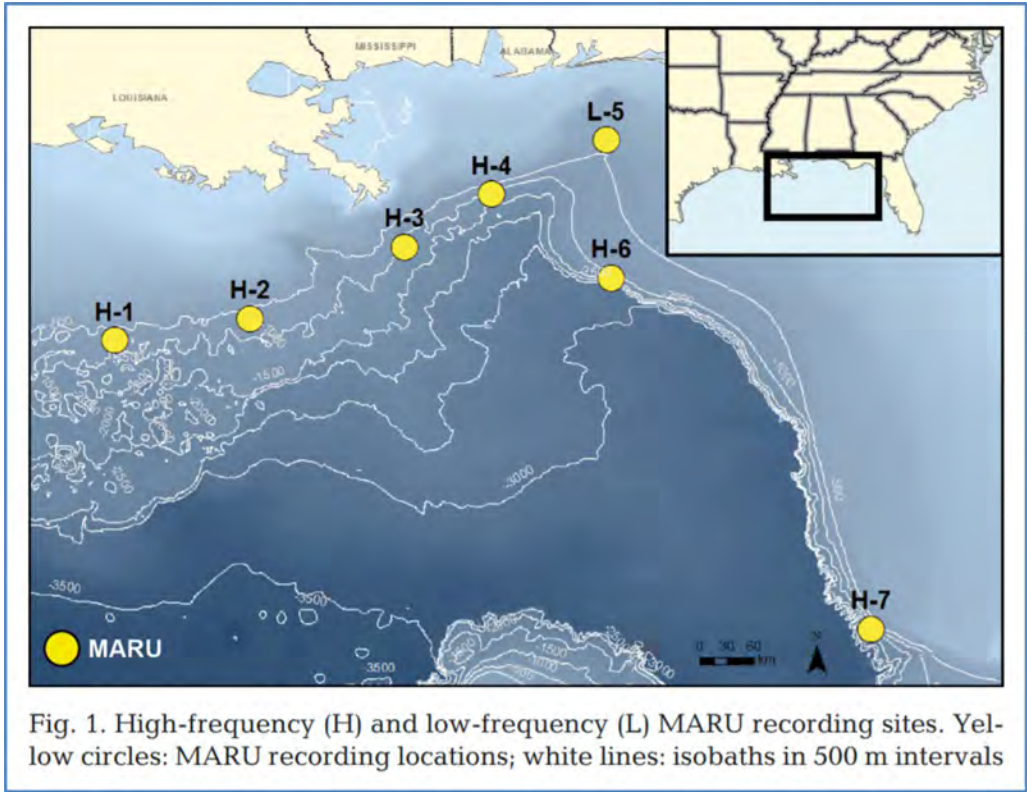 MISSISSIPPI
ALABAMA
LOUISIANA
L-5
H-4
H-3
H-6
H-2
H-1
-1500
-1000
-3000
-3500
-3500
H-7
MARU
3500
-1500
0 30 60
km
N
Fig. 1. High-frequency (H) and low-frequency (L) MARU recording sites. Yel-
low circles: MARU recording locations; white lines: isobaths in 500 m intervals